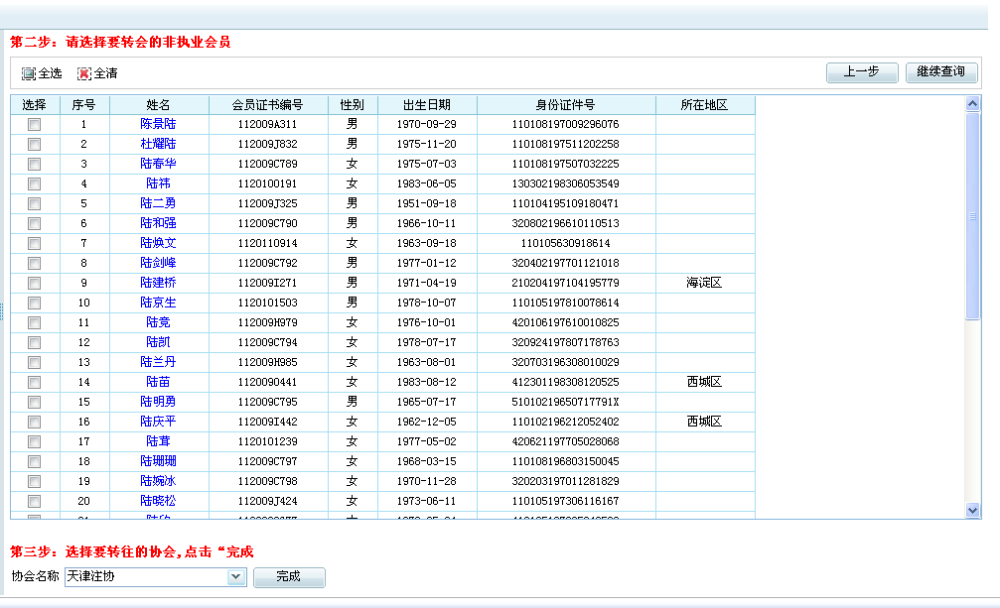 第二步：请选择要转会的非执业会员
全选 全清 上一步 继续查询
选择 序号 姓名 会员证书编号 性别 出生日期 身份证件号 所在地区
1 陈景陆 112009A311 男 1970-09-29 110108197009296076
2 杜耀陆 112009J832 男 1975-11-20 110108197511202258
3 陆春华 112009C789 女 1975-07-03 110108197507032225
4 陆祎 1120100191 女 1983-06-05 130302198306053549
5 陆二勇 112009J325 男 1951-09-18 110104195109180471
6 陆和强 112009C790 男 1966-10-11 320802196610110513
7 陆焕文 1120110914 女 1963-09-18 110105630918614
8 陆剑峰 112009C792 男 1977-01-12 320402197701121018
9 陆建桥 112009I271 男 1971-04-19 210204197104195779 海淀区
10 陆京生 1120101503 男 1978-10-07 110105197810078614
11 陆竞 112009H979 女 1976-10-01 420106197610010825
12 陆凯 112009C794 女 1978-07-17 320924197807178763
13 陆兰丹 112009H985 女 1963-08-01 320703196308010029
14 陆苗 1120090441 女 1983-08-12 412301198308120525 西城区
15 陆明勇 112009C795 男 1965-07-17 51010219650717791X
16 陆庆平 112009I442 女 1962-12-05 110102196212052402 西城区
17 陆茸 1120101239 女 1977-05-02 420621197705028068
18 陆珊珊 112009C797 女 1968-03-15 110108196803150045
19 陆婉冰 112009C798 女 1970-11-28 320203197011281829
20 陆晓松 112009J424 女 1973-06-11 110105197306116167
第三步：选择要转往的协会,点击“完成
协会名称 天津注协 完成